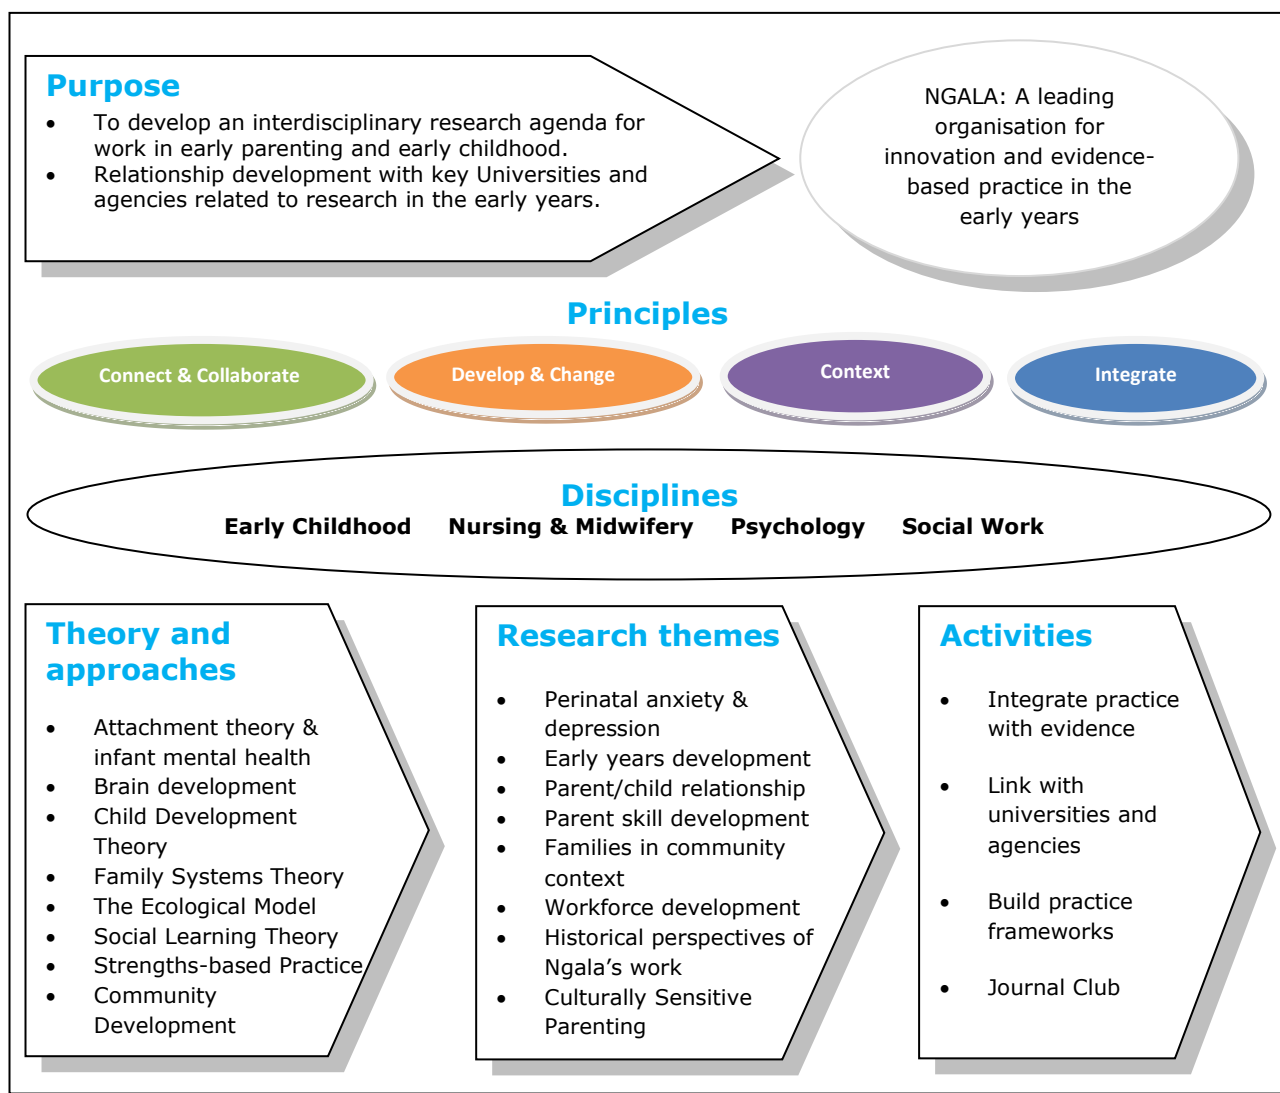 Purpose
• To develop an interdisciplinary research agenda for
work in early parenting and early childhood.
• Relationship development with key Universities and
agencies related to research in the early years.
NGALA: A leading
organisation for
innovation and evidence-
based practice in the
early years
Principles
Connect & Collaborate
Develop & Change
Context
Integrate
Disciplines
Early Childhood Nursing & Midwifery Psychology Social Work
Theory and
approaches
• Attachment theory &
infant mental health
• Brain development
• Child Development
Theory
• Family Systems Theory
• The Ecological Model
• Social Learning Theory
• Strengths-based Practice
• Community
Development
Research themes
• Perinatal anxiety &
depression
• Early years development
• Parent/child relationship
• Parent skill development
• Families in community
context
• Workforce development
• Historical perspectives of
Ngala’s work
• Culturally Sensitive
Parenting
Activities
• Integrate practice
with evidence
• Link with
universities and
agencies
• Build practice
frameworks
• Journal Club